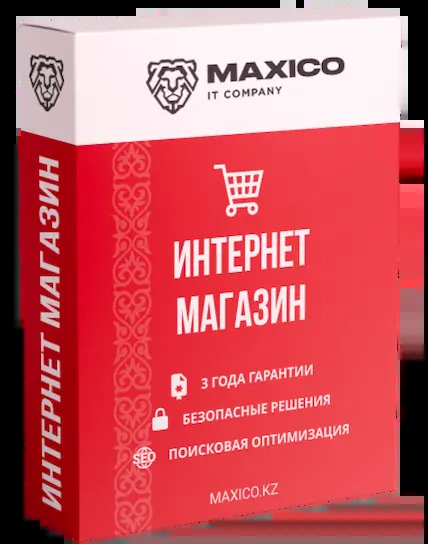 MAXICO
IT COMPANY
ИНТЕРНЕТ
МАГАЗИН
3 ГОДА ГАРАНТИИ
БЕЗОПАСНЫЕ РЕШЕНИЯ
SEO
ПОИСКОВАЯ ОПТИМИЗАЦИЯ
MAXICO.KZ
ИНТЕРНЕТ МАГАЗИН